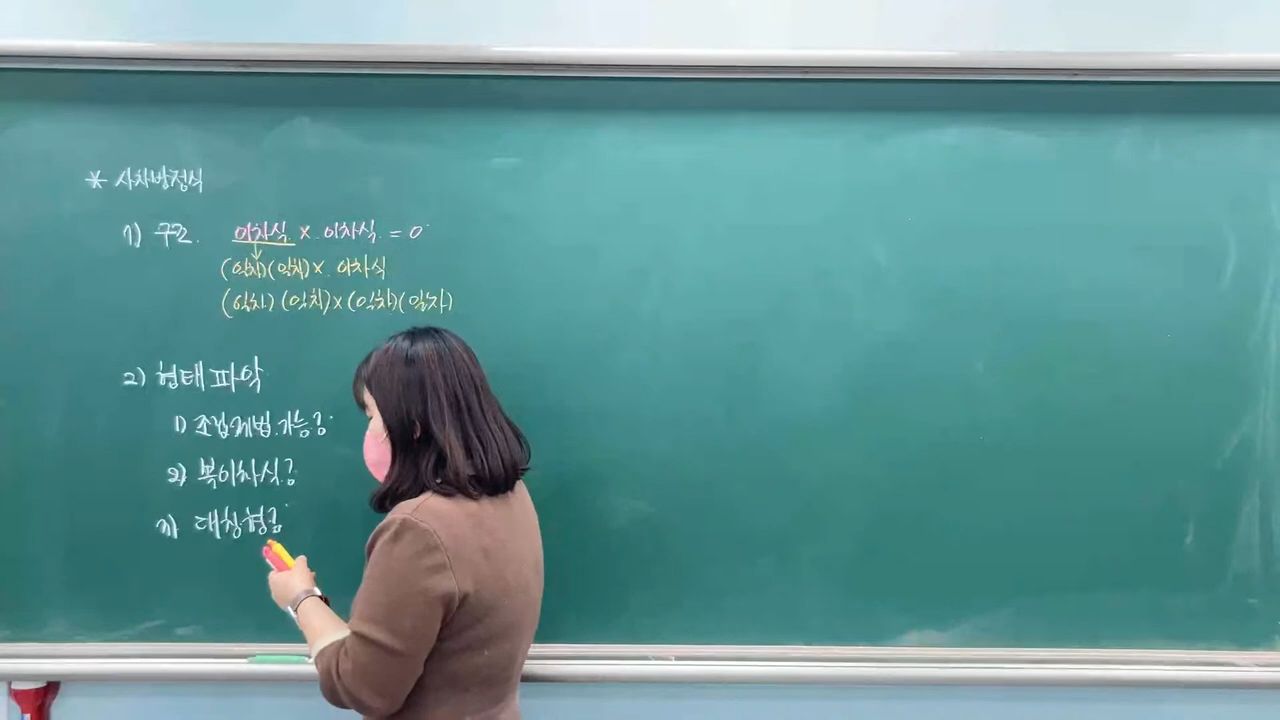 * 사차방정식
1) 구조. 이차식 × 이차식 = 0
(일차)(일차) × 이차식
(일차)(일차)×(일차)(일차)
2) 형태파악
1) 조립제법.가능?
2) 복이차식?
3) 대칭형?